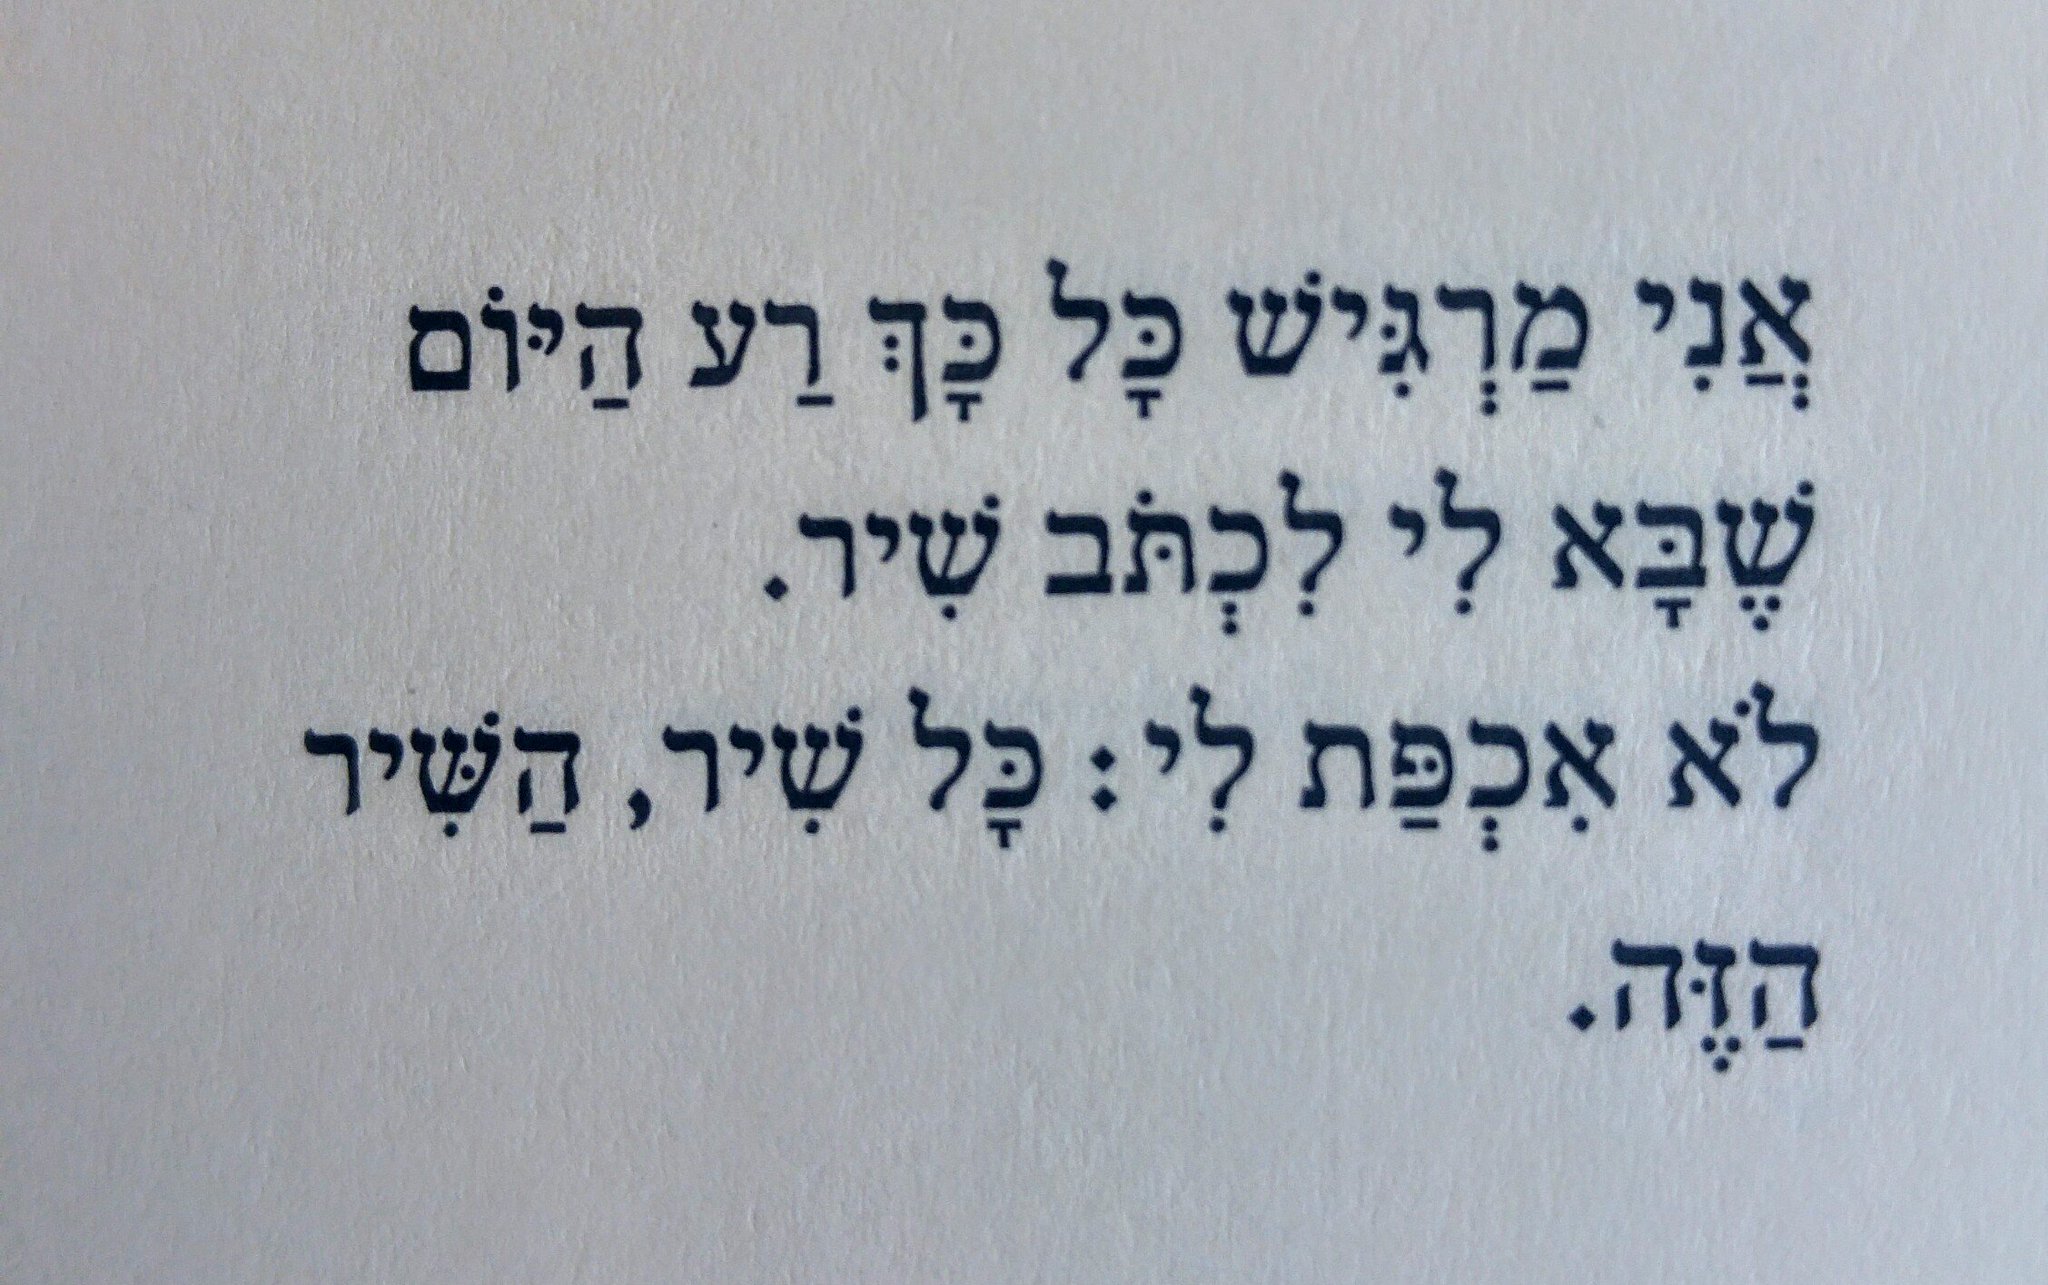 אֲנִי מַרְגִּישׁ כָּל כָּךְ רַע הַיּוֹם
שֶׁבָּא לִי לִכְתֹּב שִׁיר.
לֹא אִכְפַּת לִי: כָּל שִׁיר, הַשִּׁיר
הַזֶּה.